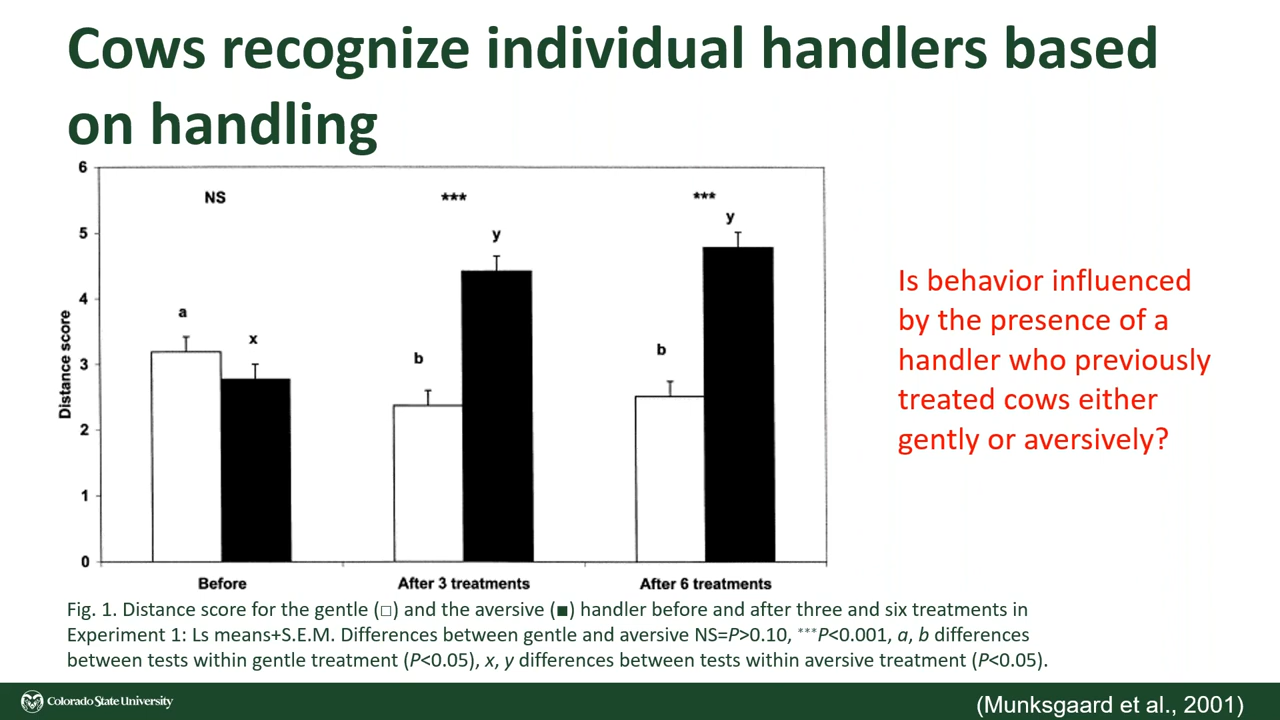 Cows recognize individual handlers based
on handling
6
NS
***
***
y
5
y
4
a
x
b
b
3
Distance score
2
1
0
Before
After 3 treatments
After 6 treatments
Is behavior influenced
by the presence of a
handler who previously
treated cows either
gently or aversively?
Fig. 1. Distance score for the gentle (□) and the aversive (■) handler before and after three and six treatments in
Experiment 1: Ls means+S.E.M. Differences between gentle and aversive NS=P>0.10, ***P<0.001, a, b differences
between tests within gentle treatment (P<0.05), x, y differences between tests within aversive treatment (P<0.05).
Colorado State University
(Munksgaard et al., 2001)